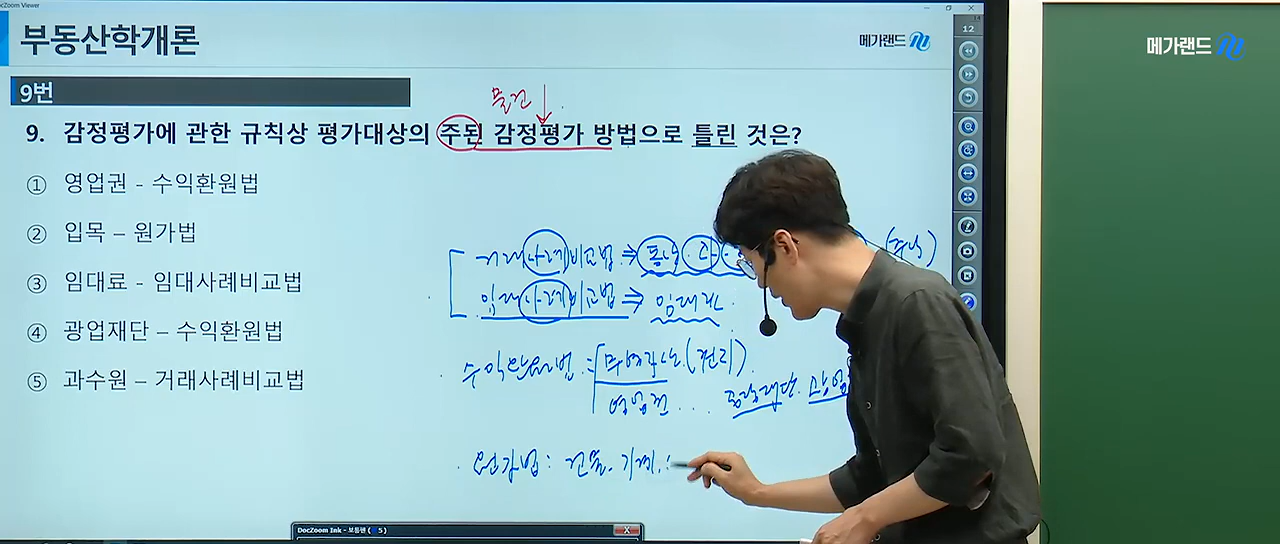 DocZoom Viewer
부동산학개론
메가랜드
메가랜드
12
9번
물건
9. 감정평가에 관한 규칙상 평가대상의 주된 감정평가 방법으로 틀린 것은?
① 영업권 - 수익환원법
② 입목 – 원가법
③ 임대료 - 임대사례비교법
④ 광업재단 – 수익환원법
⑤ 과수원 – 거래사례비교법
거래사례비교법 ⇒
임대사례비교법 ⇒ 임대료
수익환원법 : 무형자산 (권리)
영업권 ...
원가법 : 건물. 기계.
DocZoom Ink - 보통펜 ( 5 )